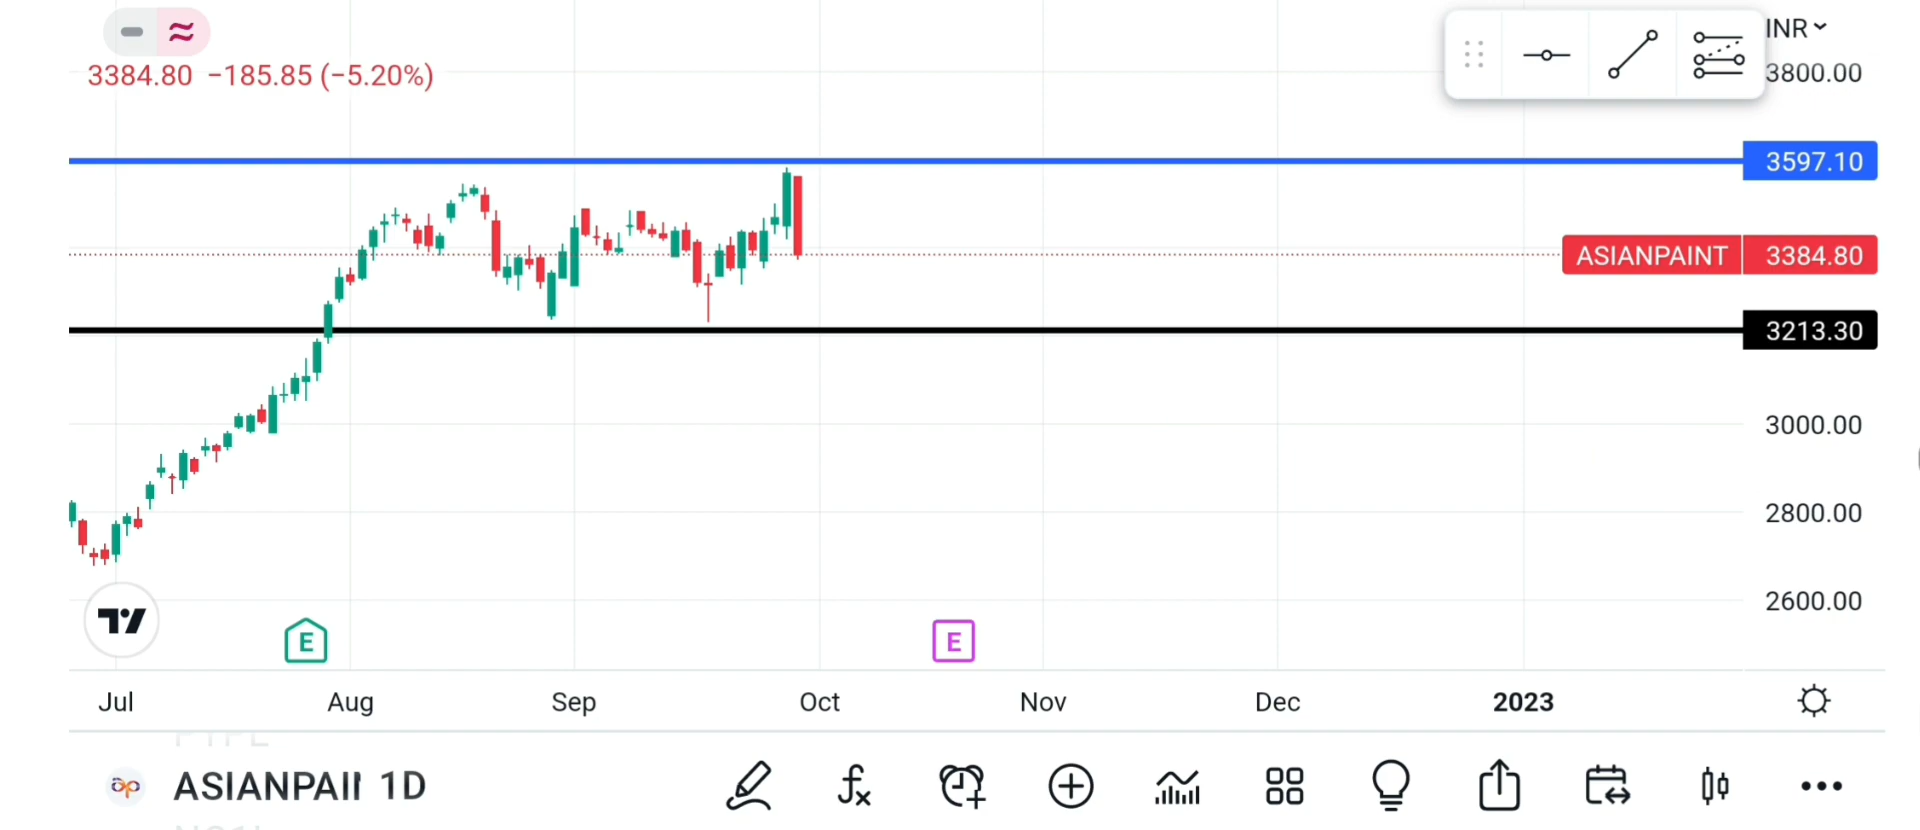 INR
3384.80 −185.85 (−5.20%)
3800.00
3597.10
ASIANPAINT 3384.80
3213.30
3000.00
2800.00
2600.00
E E
Jul Aug Sep Oct Nov Dec 2023
ASIANPAI 1D